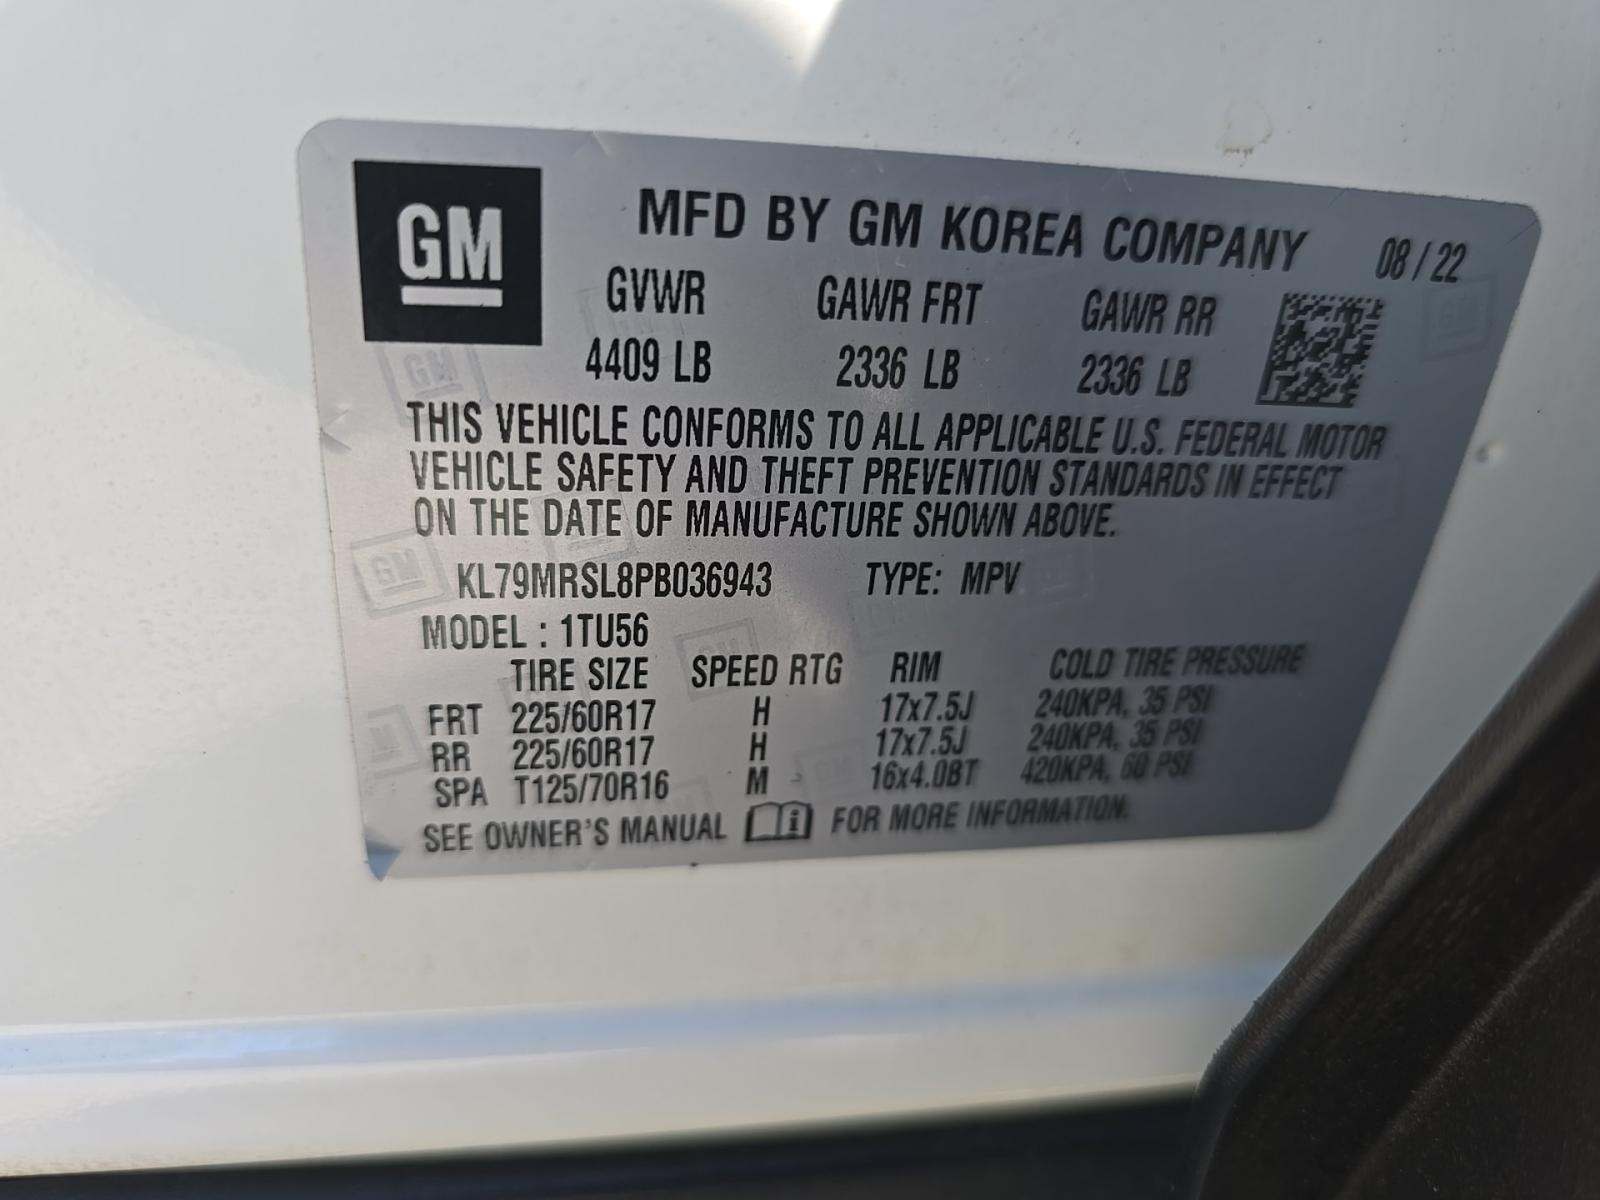 GM
MFD BY GM KOREA COMPANY 08/22
GVWR GAWR FRT GAWR RR
4409 LB 2336 LB 2336 LB
THIS VEHICLE CONFORMS TO ALL APPLICABLE U.S. FEDERAL MOTOR
VEHICLE SAFETY AND THEFT PREVENTION STANDARDS IN EFFECT
ON THE DATE OF MANUFACTURE SHOWN ABOVE.
KL79MRSL8PB036943 TYPE: MPV
MODEL : 1TU56
TIRE SIZE SPEED RTG RIM COLD TIRE PRESSURE
FRT 225/60R17 H 17x7.5J 240KPA, 35 PSI
RR 225/60R17 H 17x7.5J 240KPA, 35 PSI
SPA T125/70R16 M 16x4.0BT 420KPA, 60 PSI
SEE OWNER'S MANUAL i FOR MORE INFORMATION.